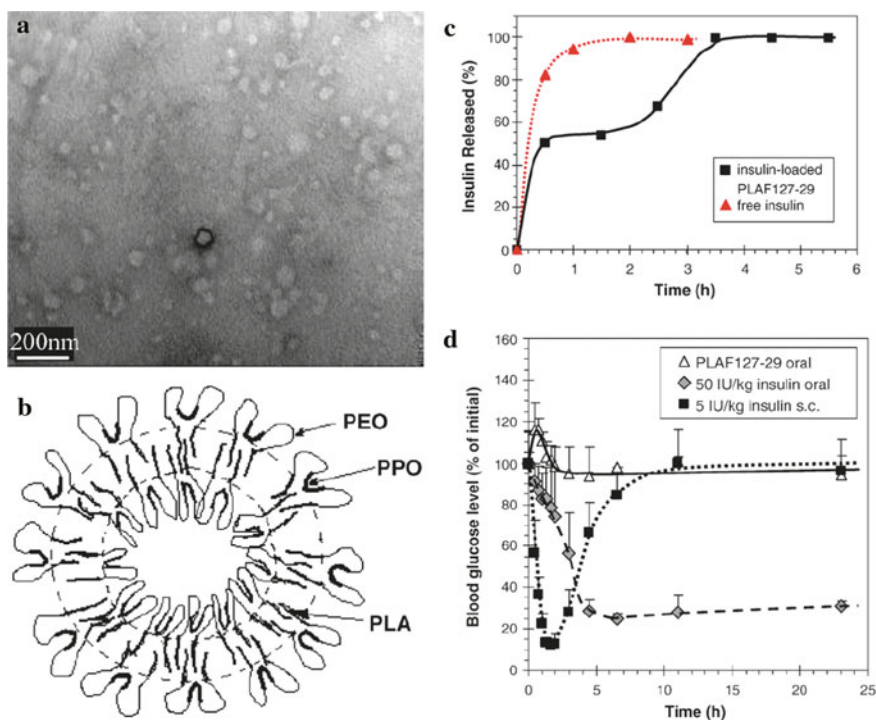 a
200nm
b
PEO
PPO
PLA
c
Insulin Released (%)
100
80
60
40
20
0
insulin-loaded
PLAF127-29
free insulin
0 1 2 3 4 5 6
Time (h)
d
Blood glucose level (% of initial)
160
140
120
100
80
60
40
20
0
PLAF127-29 oral
50 IU/kg insulin oral
5 IU/kg insulin s.c.
0 5 10 15 20 25
Time (h)